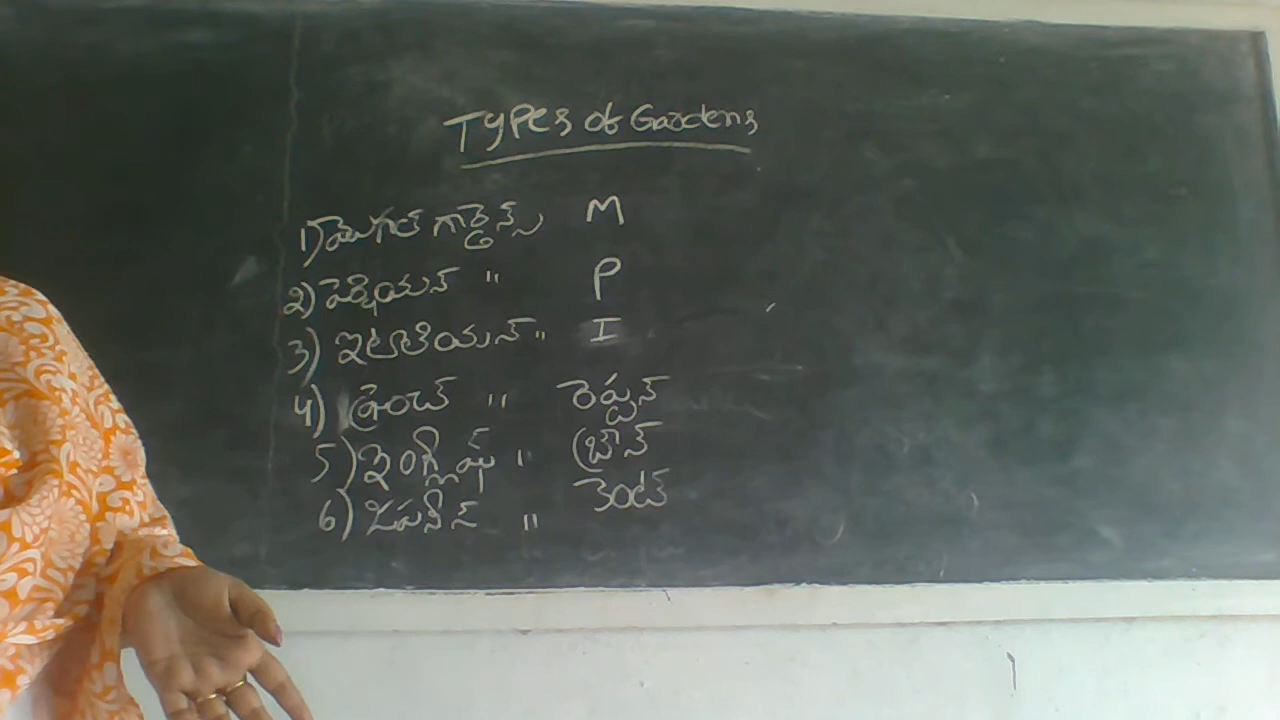 Types of Gardens
1) మొగల్ గార్డెన్స్ M
2) పెర్షియన్ " P
3) ఇటాలియన్ " I
4) ఫ్రెంచ్ " రెప్టన్
5) ఇంగ్లీష్ " బ్రౌన్
6) జపనీస్ " కెంట్